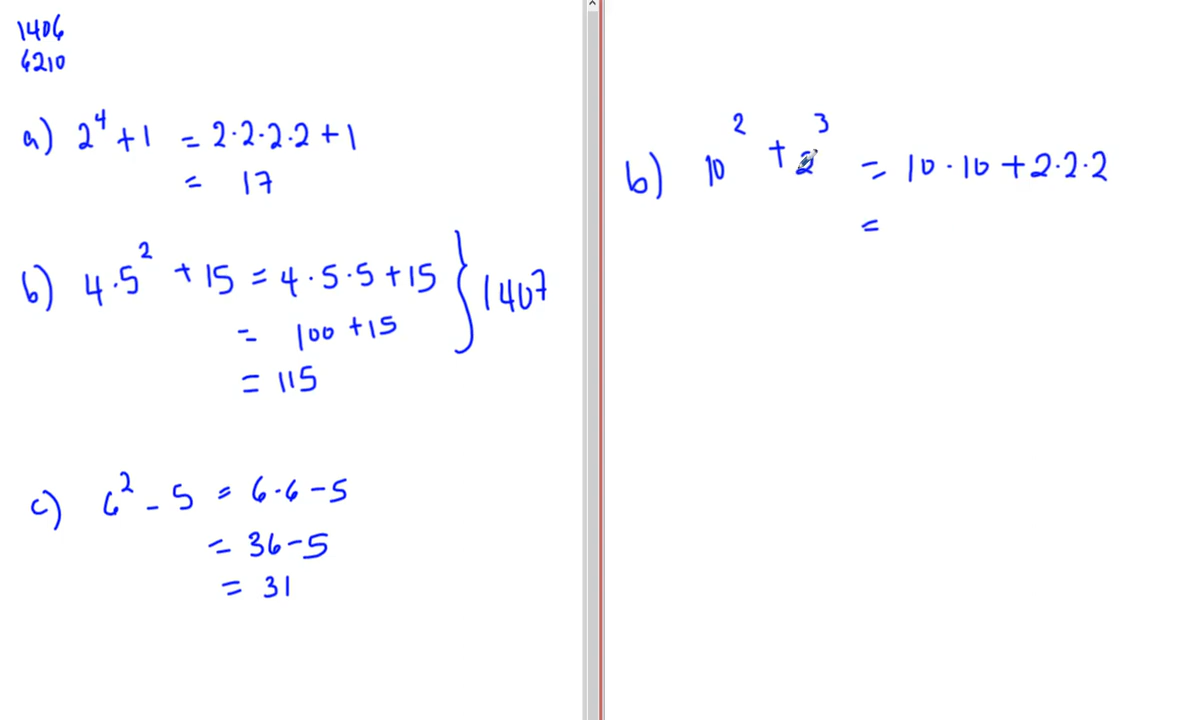 1406
6210
a) 2⁴ + 1 = 2·2·2·2 + 1
= 17
b) 4·5² + 15 = 4·5·5 + 15 } 1407
= 100 + 15
= 115
c) 6² - 5 = 6·6 - 5
= 36 - 5
= 31
b) 10² + 2³ = 10·10 + 2·2·2
=